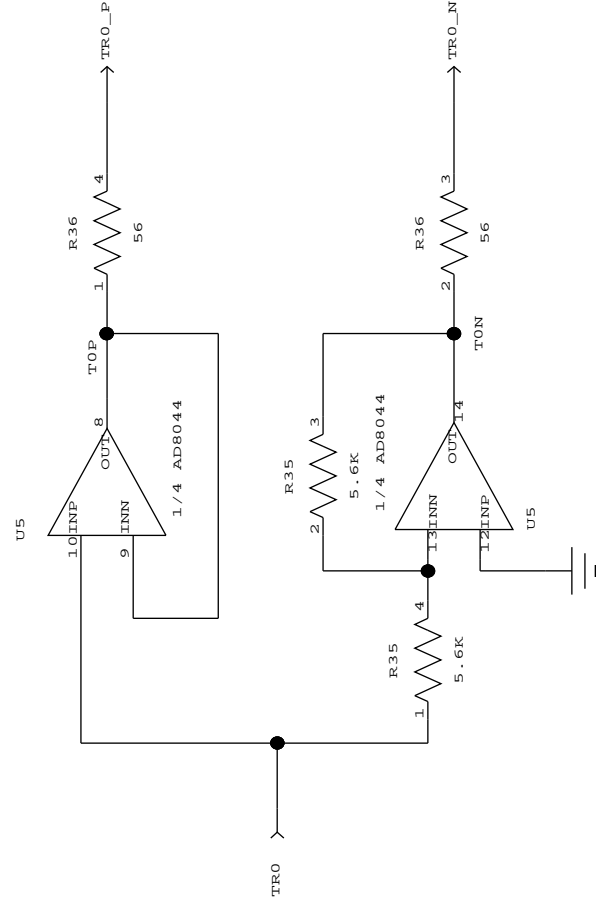 TR0_P
TR0_N
4
R36
56
1
3
R36
56
2
T0P
T0N
8
OUT
1/4 AD8044
U5
10
INP
9
INN
3
R35
5.6K
2
1/4 AD8044
14
OUT
13
INN
12
INP
U5
4
R35
5.6K
1
TR0